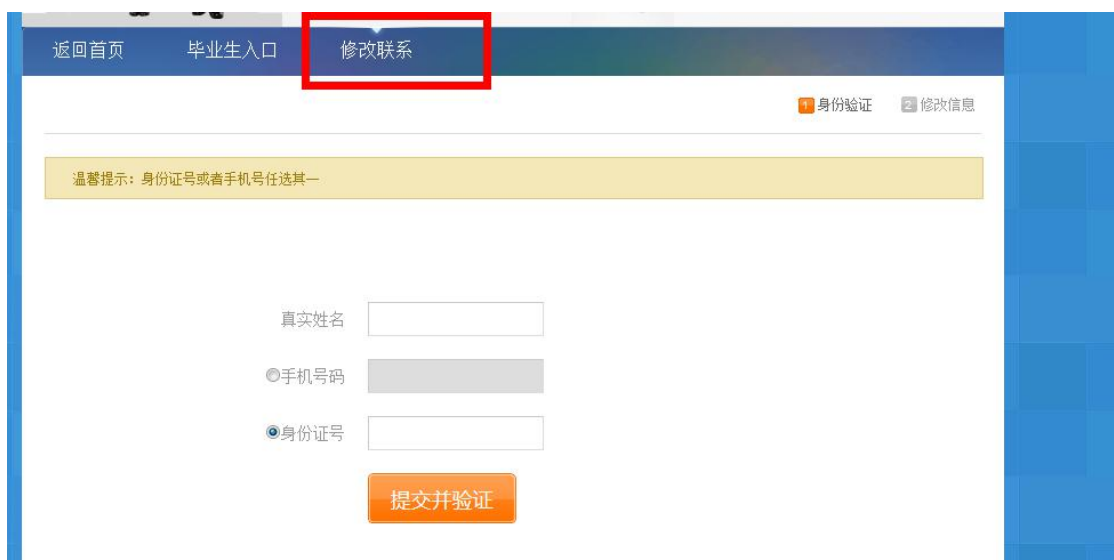 返回首页 毕业生入口 修改联系
1 身份验证 2 修改信息
温馨提示：身份证号或者手机号任选其一
真实姓名
手机号码
身份证号
提交并验证